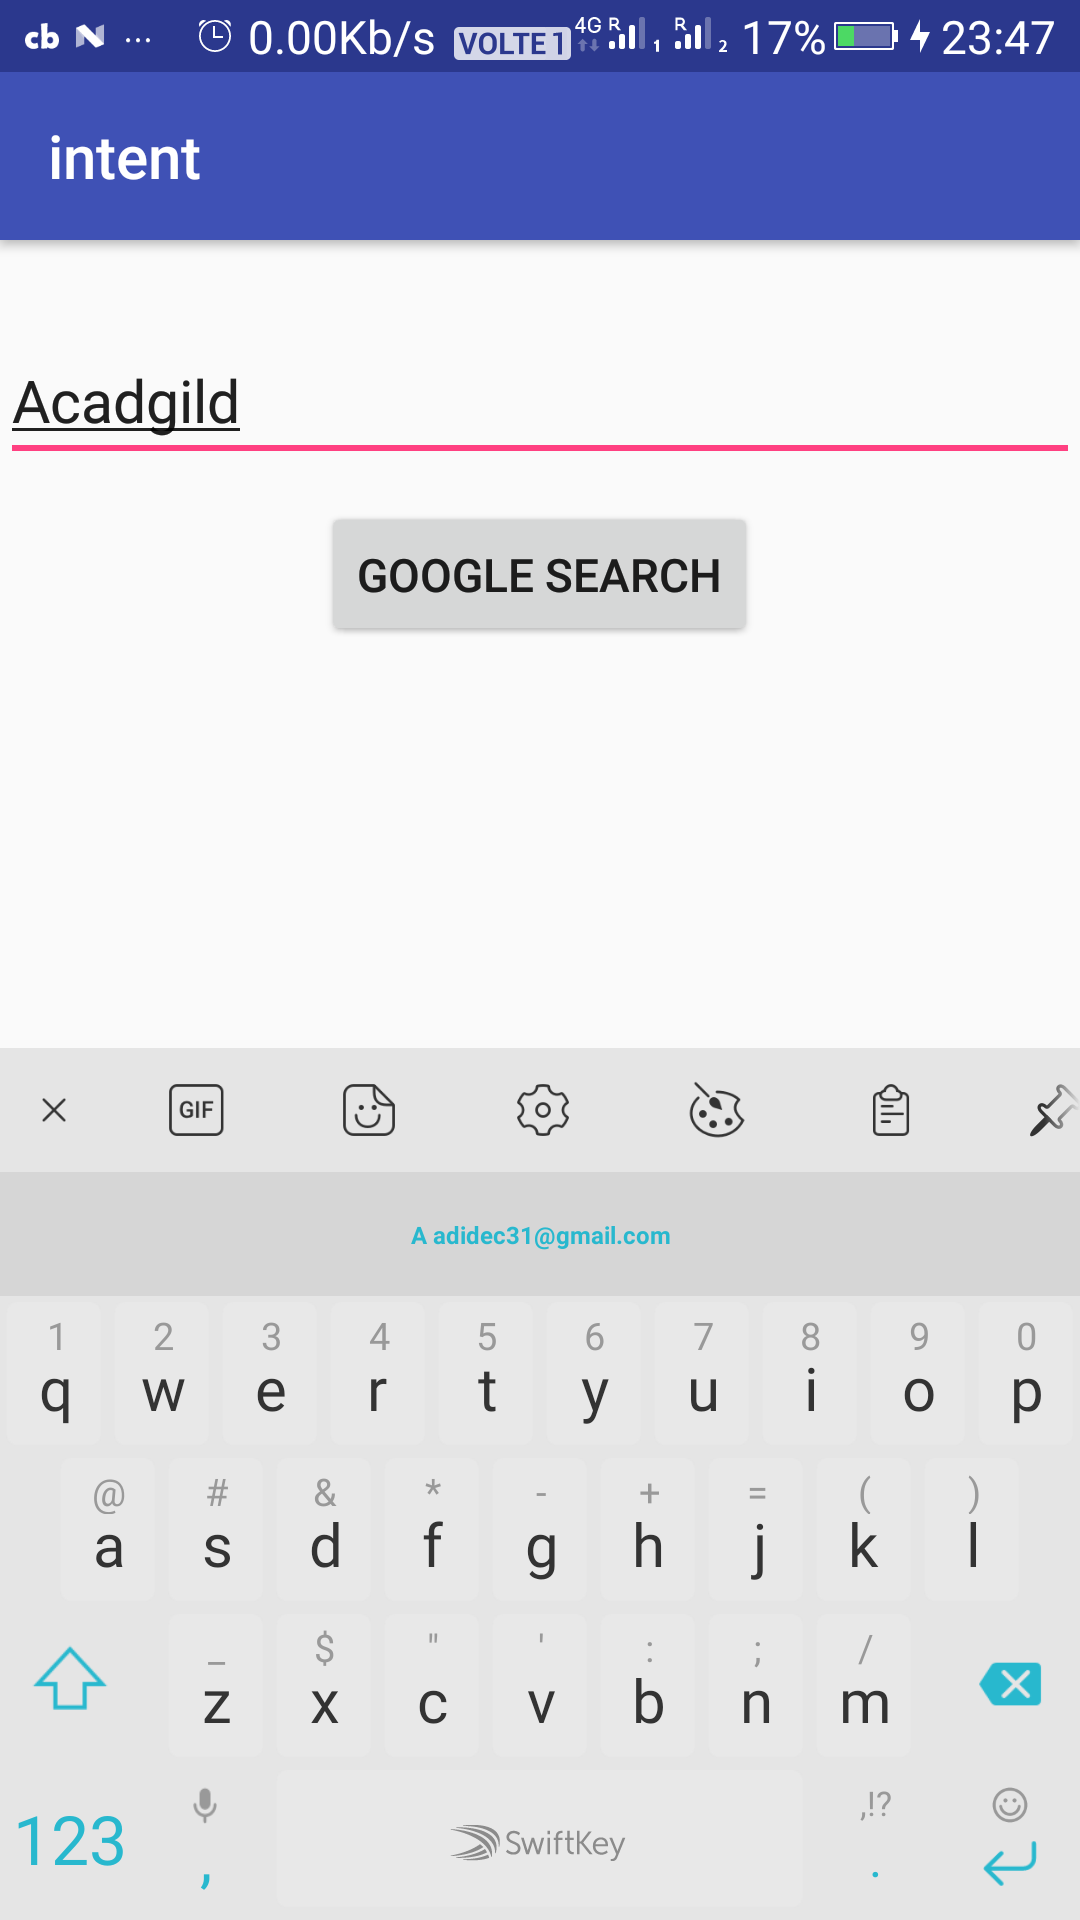 cb N ... 0.00Kb/s VOLTE 1 4G R 1 R 2 17% 23:47
intent
Acadgild
GOOGLE SEARCH
GIF
A adidec31@gmail.com
1 2 3 4 5 6 7 8 9 0
q w e r t y u i o p
@ # & * - + = ( )
a s d f g h j k l
_ $ " ' : ; /
z x c v b n m
,!?
123 , SwiftKey .